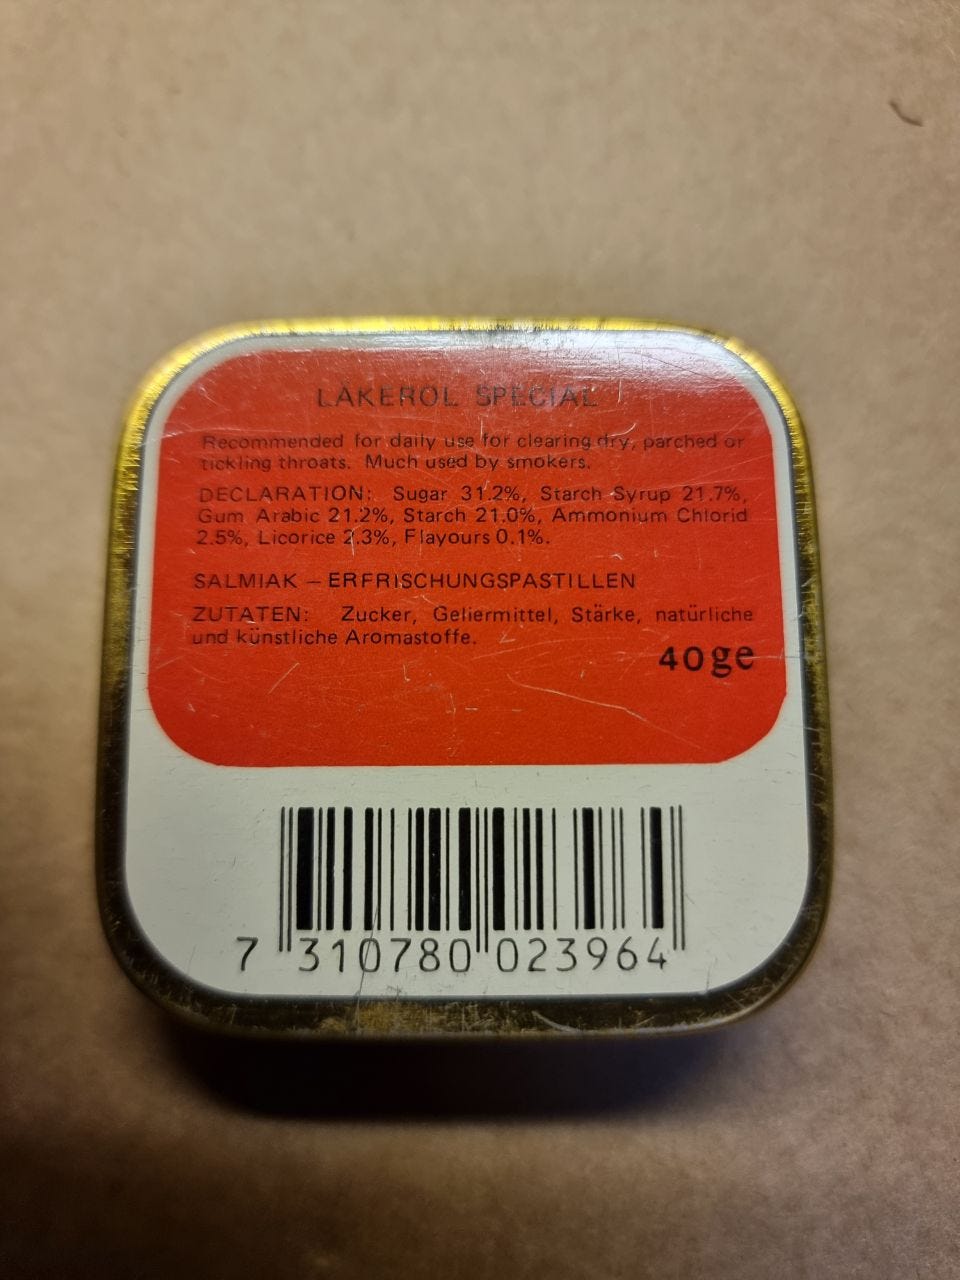 LÄKEROL SPECIAL
Recommended for daily use for clearing dry, parched or
tickling throats. Much used by smokers.
DECLARATION: Sugar 31.2%, Starch Syrup 21.7%,
Gum Arabic 21.2%, Starch 21.0%, Ammonium Chlorid
2.5%, Licorice 2.3%, Flavours 0.1%.
SALMIAK – ERFRISCHUNGSPASTILLEN
ZUTATEN: Zucker, Geliermittel, Stärke, natürliche
und künstliche Aromastoffe.
40ge
7 310780 023964